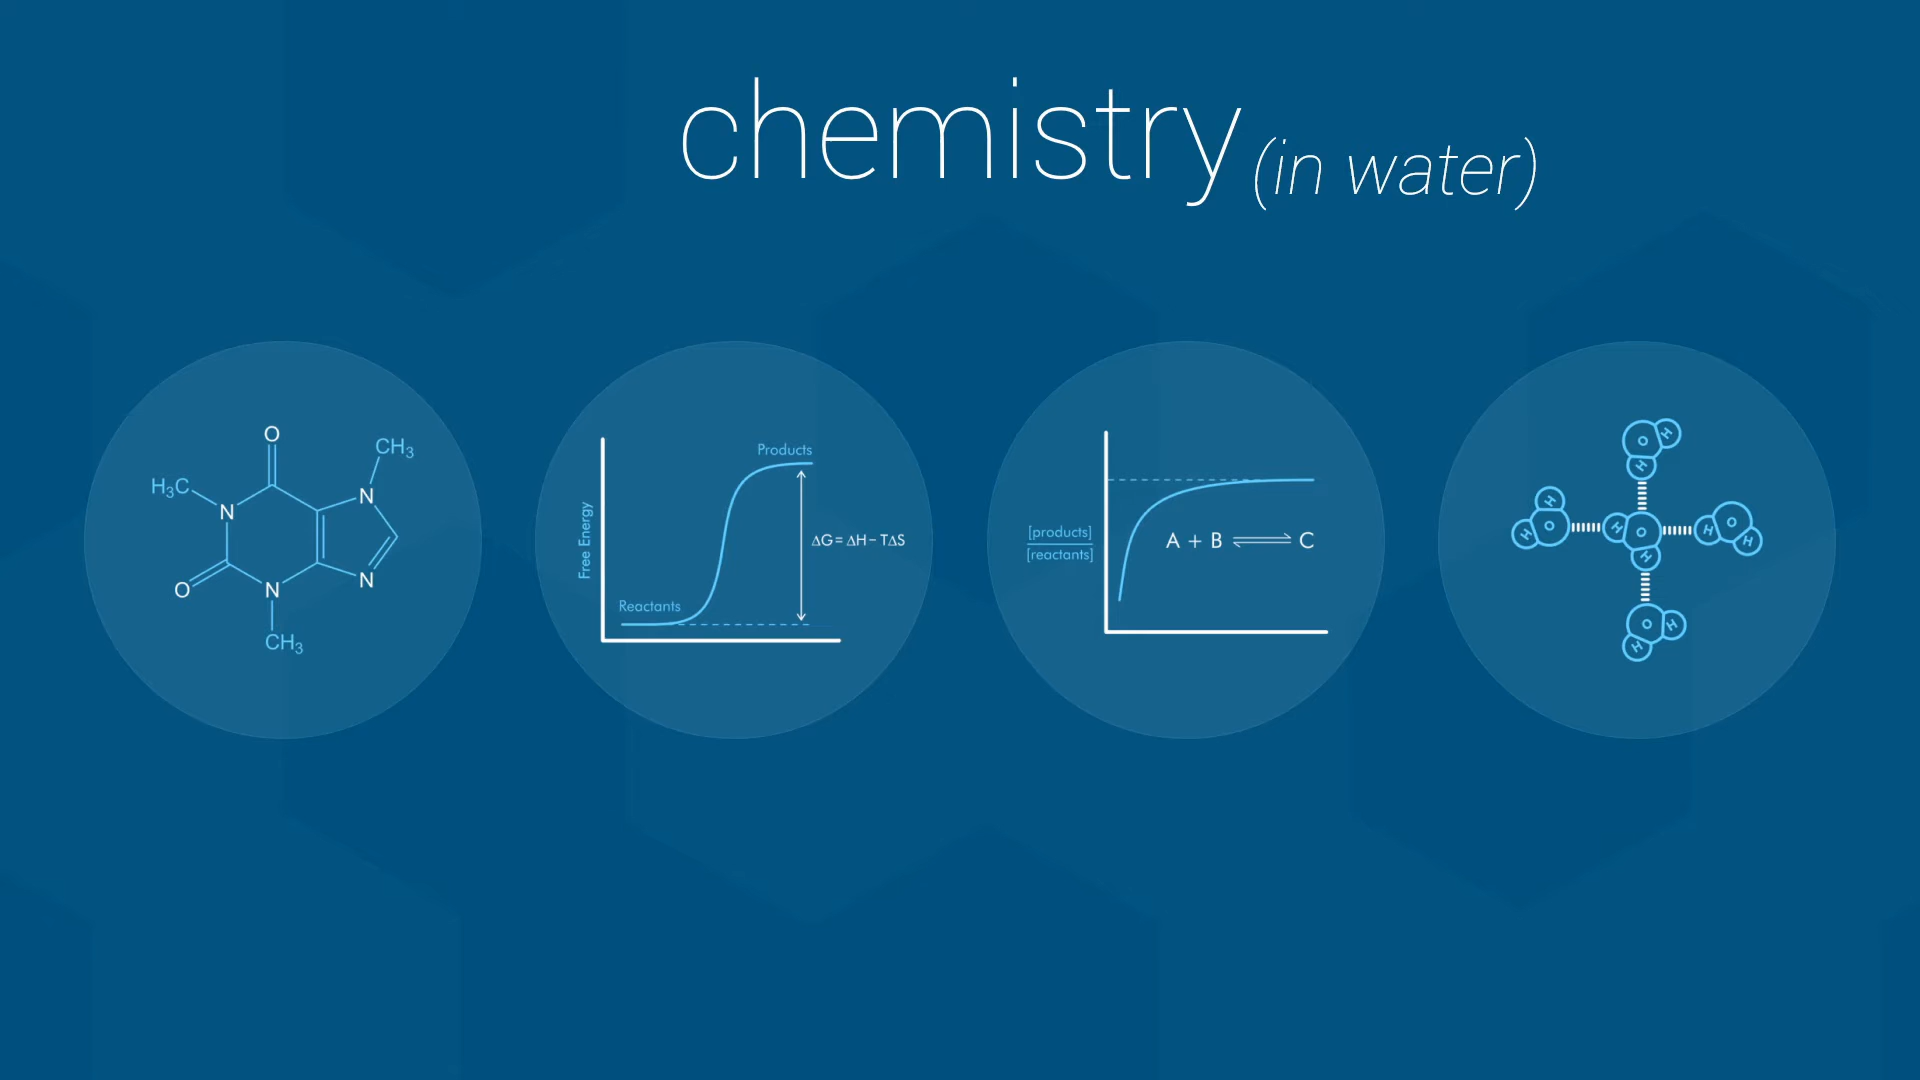 chemistry (in water)
O
CH₃
H₃C
N
N
O
N
N
CH₃
Products
Free Energy
ΔG = ΔH – TΔS
Reactants
[products]
[reactants]
A + B ⇌ C
O H
H
H
O
H
H O
H
H O
H
O H
H